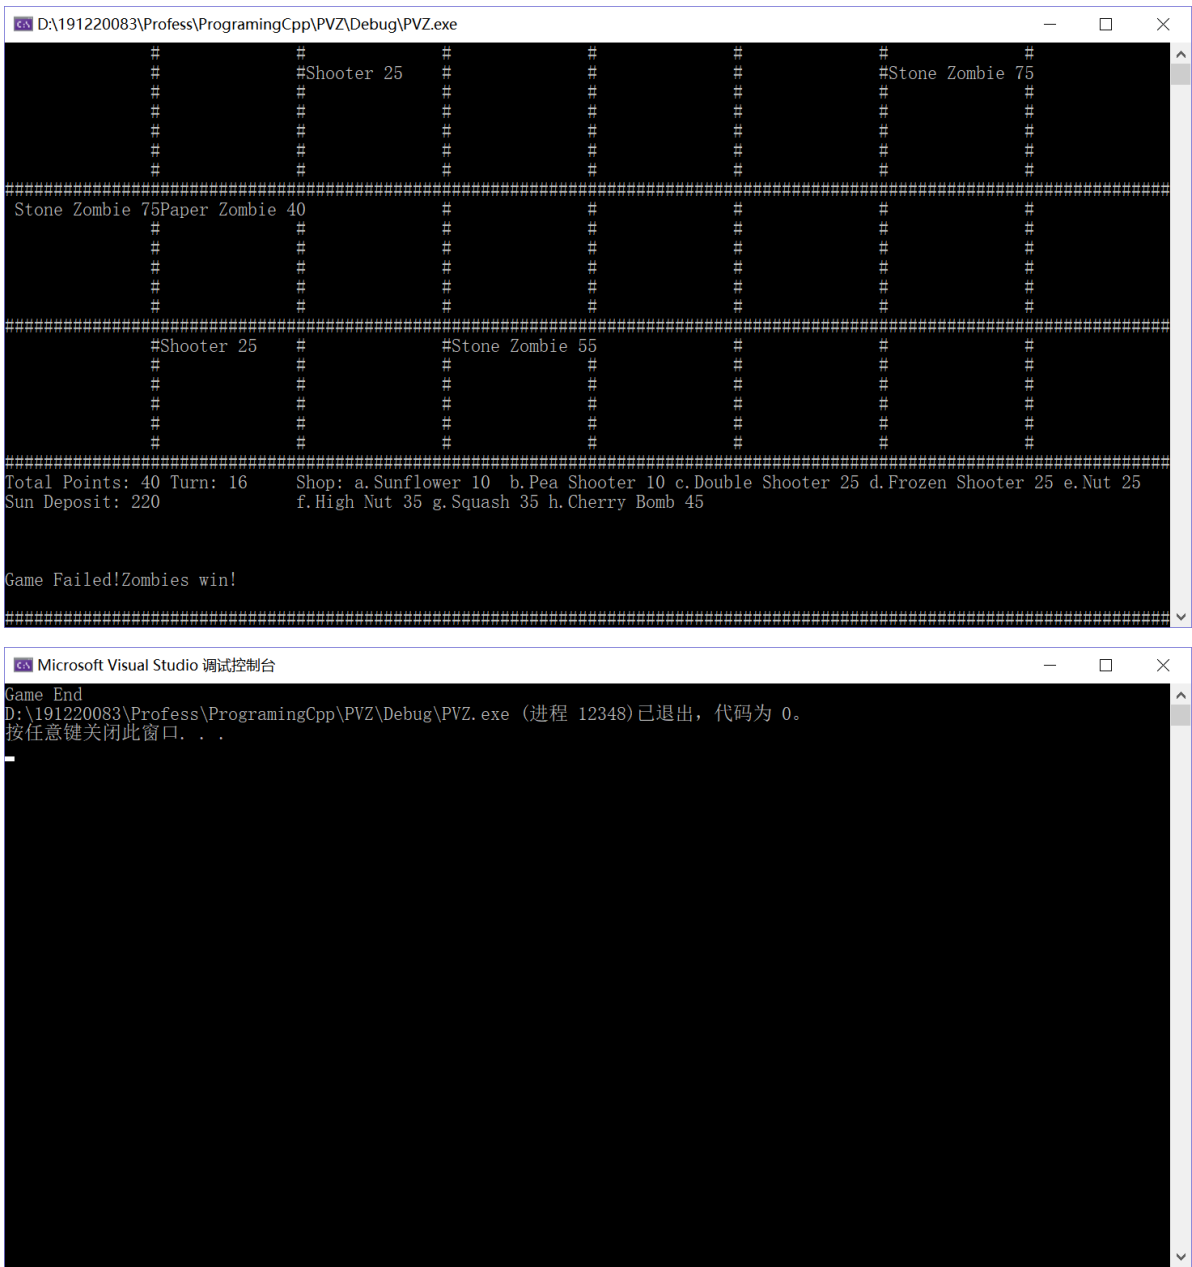 D:\191220083\Profess\ProgramingCpp\PVZ\Debug\PVZ.exe
# # # # # # #
# #Shooter 25 # # # #Stone Zombie 75
# # # # # # #
# # # # # # #
# # # # # # #
# # # # # # #
# # # # # # #
########################################################################################################################
Stone Zombie 75Paper Zombie 40 # # # # #
# # # # # # #
# # # # # # #
# # # # # # #
# # # # # # #
# # # # # # #
########################################################################################################################
#Shooter 25 # #Stone Zombie 55 # # #
# # # # # # #
# # # # # # #
# # # # # # #
# # # # # # #
# # # # # # #
########################################################################################################################
Total Points: 40 Turn: 16 Shop: a.Sunflower 10 b.Pea Shooter 10 c.Double Shooter 25 d.Frozen Shooter 25 e.Nut 25
Sun Deposit: 220 f.High Nut 35 g.Squash 35 h.Cherry Bomb 45
Game Failed!Zombies win!
########################################################################################################################
Microsoft Visual Studio 调试控制台
Game End
D:\191220083\Profess\ProgramingCpp\PVZ\Debug\PVZ.exe (进程 12348)已退出，代码为 0。
按任意键关闭此窗口. . .